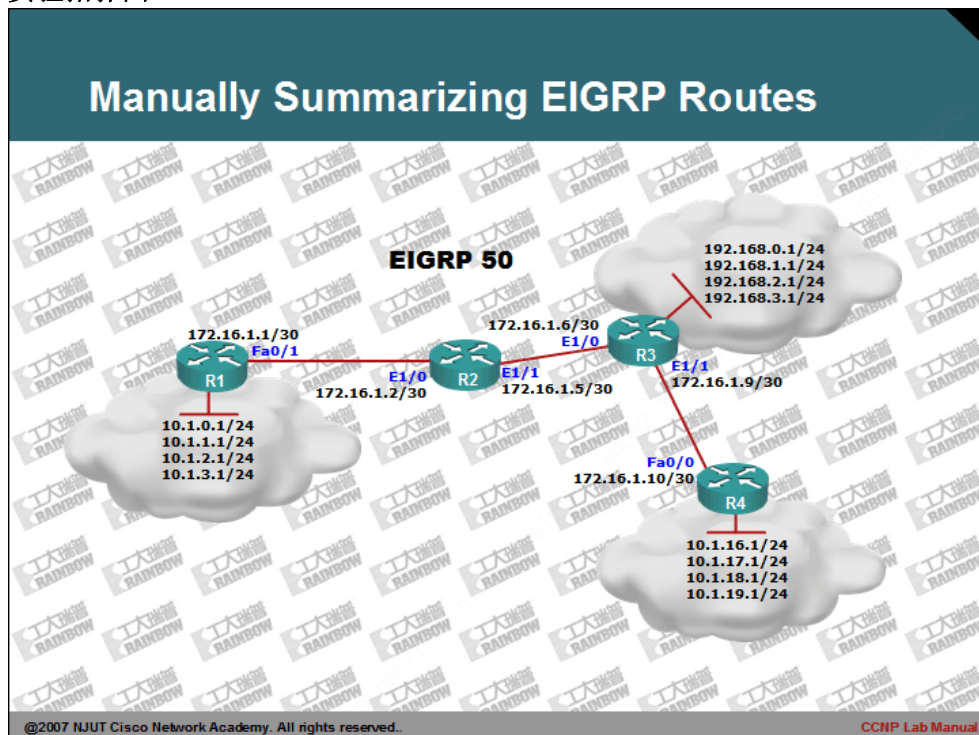 Manually Summarizing EIGRP Routes
EIGRP 50
192.168.0.1/24
192.168.1.1/24
192.168.2.1/24
192.168.3.1/24
172.16.1.1/30
Fa0/1
R1
172.16.1.6/30
E1/0
R3
E1/0
172.16.1.2/30
R2
E1/1
172.16.1.5/30
E1/1
172.16.1.9/30
10.1.0.1/24
10.1.1.1/24
10.1.2.1/24
10.1.3.1/24
Fa0/0
172.16.1.10/30
R4
10.1.16.1/24
10.1.17.1/24
10.1.18.1/24
10.1.19.1/24
工大瑞普
RAINBOW
@2007 NJUT Cisco Network Academy. All rights reserved..
CCNP Lab Manual